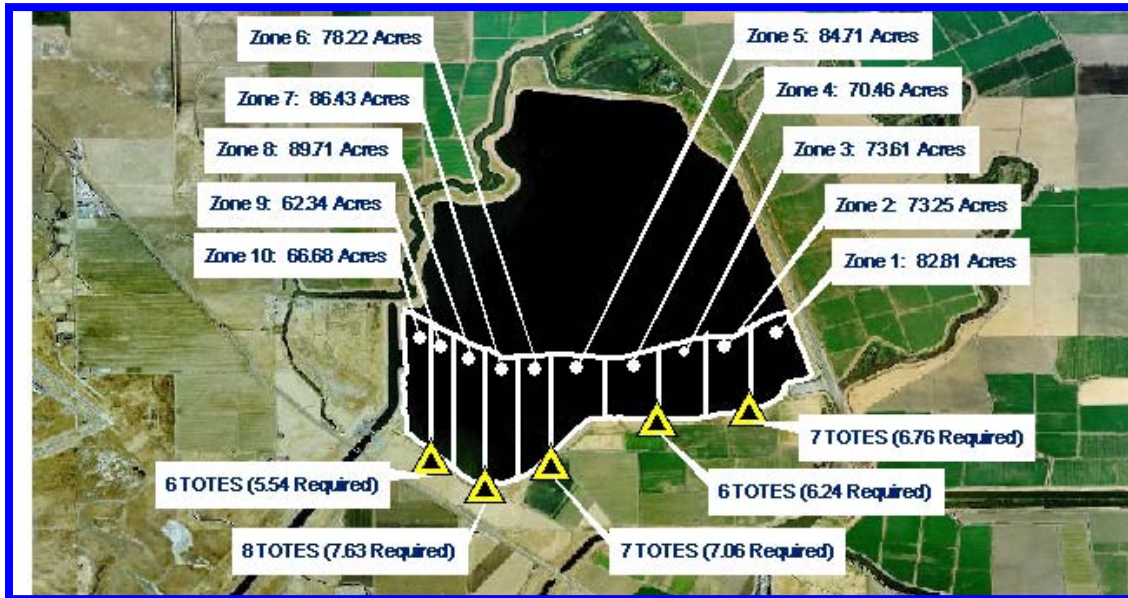 Zone 6: 78.22 Acres
Zone 5: 84.71 Acres
Zone 7: 86.43 Acres
Zone 4: 70.46 Acres
Zone 8: 89.71 Acres
Zone 3: 73.61 Acres
Zone 9: 62.34 Acres
Zone 2: 73.25 Acres
Zone 10: 66.68 Acres
Zone 1: 82.81 Acres
7 TOTES (6.76 Required)
6 TOTES (5.54 Required)
6 TOTES (6.24 Required)
8 TOTES (7.63 Required)
7 TOTES (7.06 Required)